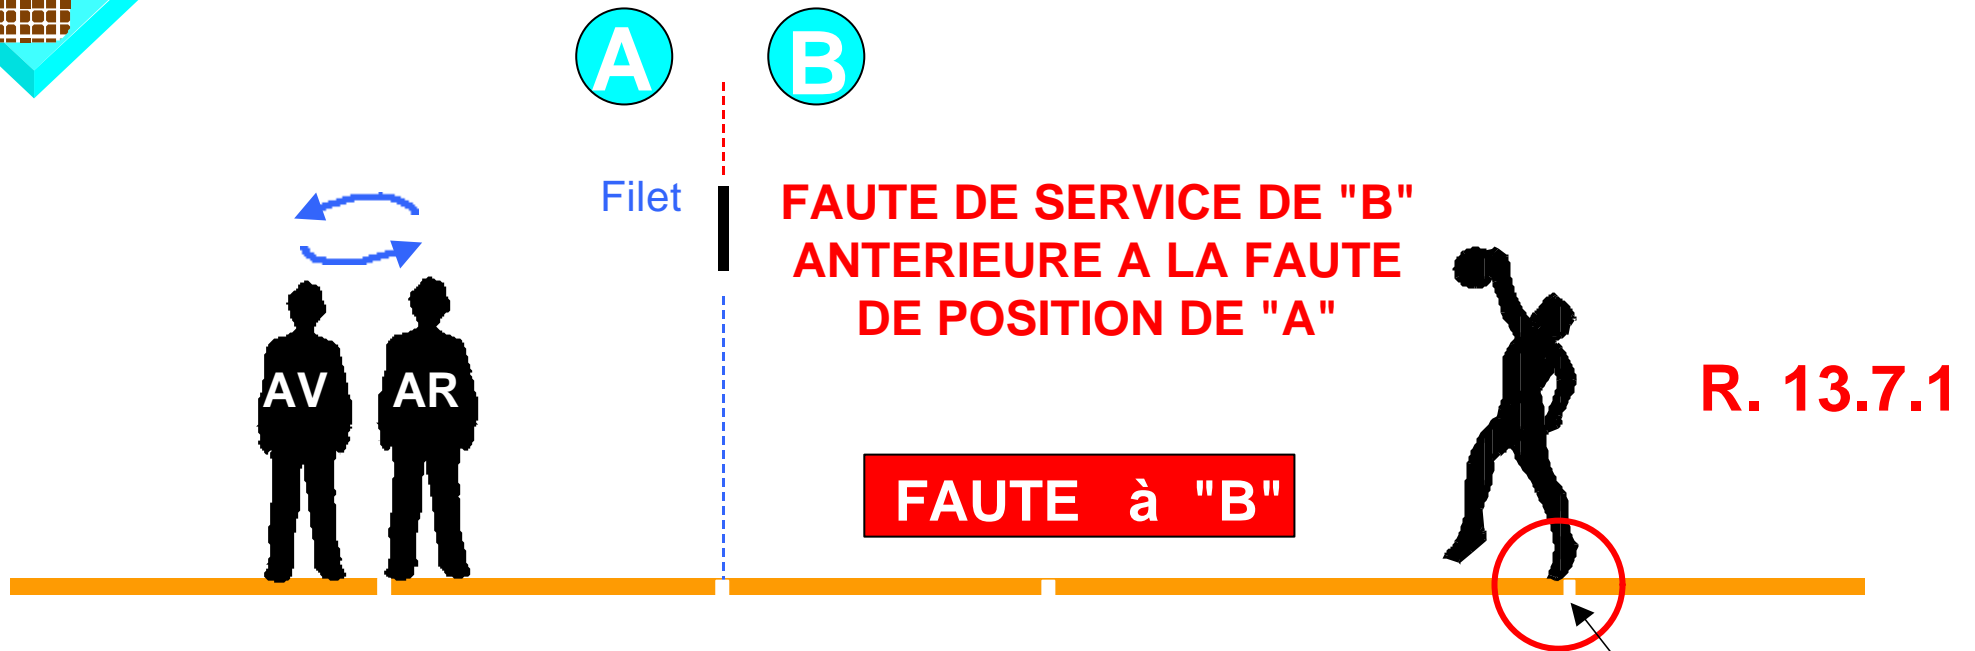 A
B
Filet
FAUTE DE SERVICE DE "B"
ANTERIEURE A LA FAUTE
DE POSITION DE "A"
AV
AR
R. 13.7.1
FAUTE à "B"